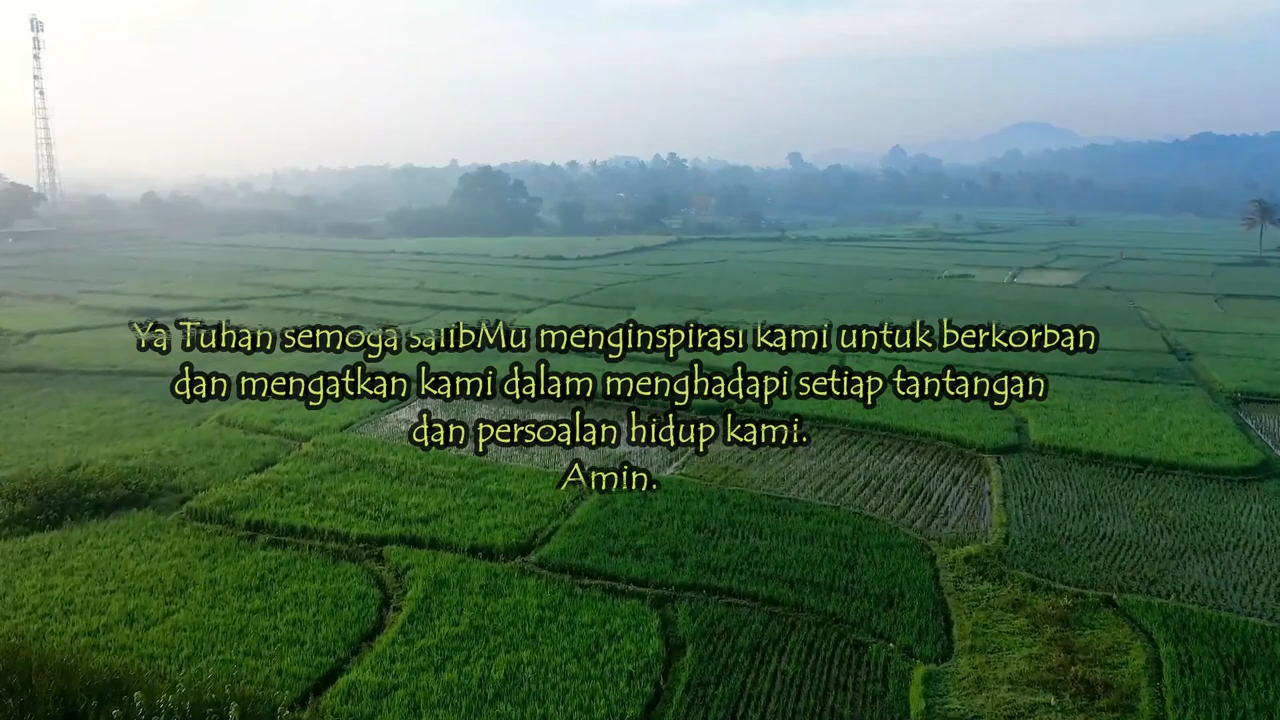 Ya Tuhan semoga salibMu menginspirasi kami untuk berkorban
dan mengatkan kami dalam menghadapi setiap tantangan
dan persoalan hidup kami.
Amin.